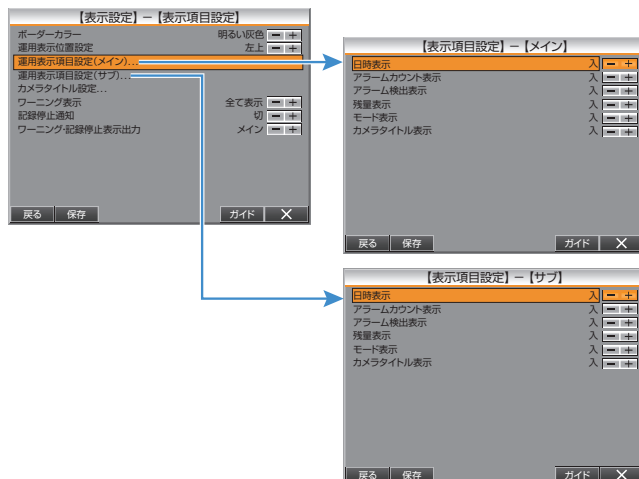 【表示設定】－【表示項目設定】
ボーダーカラー 明るい灰色 － ＋
運用表示位置設定 左上 － ＋
運用表示項目設定(メイン)...
運用表示項目設定(サブ)...
カメラタイトル設定...
ワーニング表示 全て表示 － ＋
記録停止通知 切 － ＋
ワーニング・記録停止表示出力 メイン － ＋
戻る 保存 ガイド ×
【表示項目設定】－【メイン】
日時表示 入 － ＋
アラームカウント表示 入 － ＋
アラーム検出表示 入 － ＋
残量表示 入 － ＋
モード表示 入 － ＋
カメラタイトル表示 入 － ＋
戻る 保存 ガイド ×
【表示項目設定】－【サブ】
日時表示 入 － ＋
アラームカウント表示 入 － ＋
アラーム検出表示 入 － ＋
残量表示 入 － ＋
モード表示 入 － ＋
カメラタイトル表示 入 － ＋
戻る 保存 ガイド ×